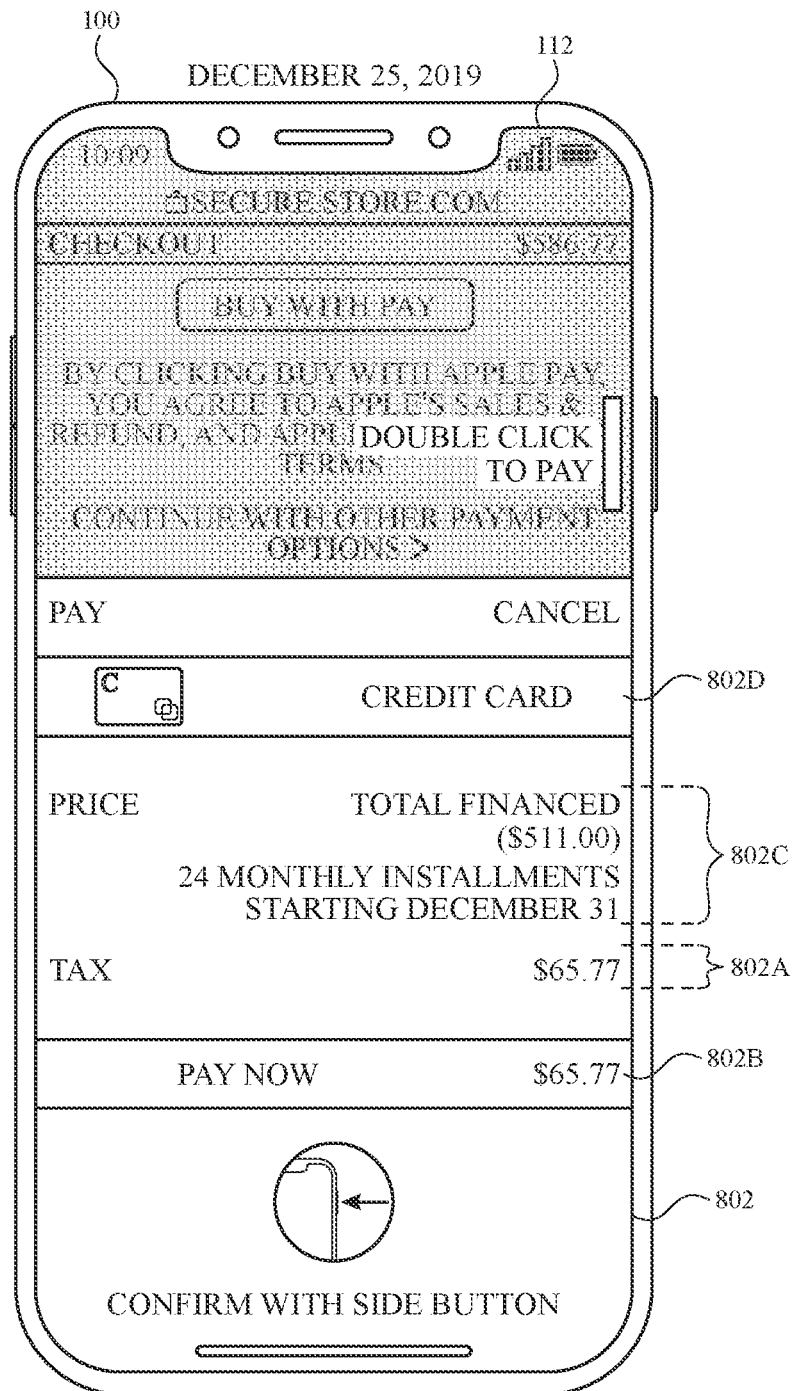 100
112
DECEMBER 25, 2019
10:09
SECURE.STORE.COM
CHECKOUT $586.77
BUY WITH PAY
BY CLICKING BUY WITH APPLE PAY,
YOU AGREE TO APPLE'S SALES &
REFUND, AND APPLI
DOUBLE CLICK
TERMS
TO PAY
CONTINUE WITH OTHER PAYMENT
OPTIONS >
PAY CANCEL
C CREDIT CARD 802D
PRICE TOTAL FINANCED
($511.00)
24 MONTHLY INSTALLMENTS
STARTING DECEMBER 31
802C
TAX $65.77 802A
PAY NOW $65.77 802B
802
CONFIRM WITH SIDE BUTTON